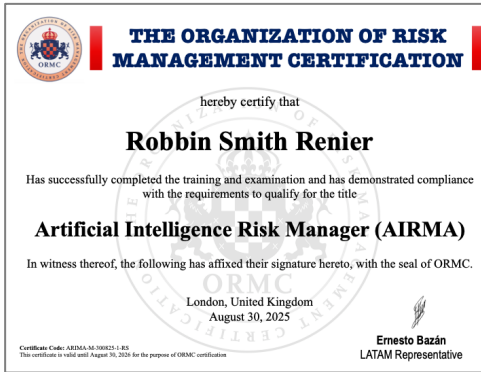 THE ORGANIZATION OF RISK
MANAGEMENT CERTIFICATION
ORMC
hereby certify that
Robbin Smith Renier
Has successfully completed the training and examination and has demonstrated compliance
with the requirements to qualify for the title
Artificial Intelligence Risk Manager (AIRMA)
In witness thereof, the following has affixed their signature hereto, with the seal of ORMC.
ORMC
London, United Kingdom
August 30, 2025
Ernesto Bazán
LATAM Representative
Certificate Code: ARIMA-M-300825-1-RS
This certificate is valid until August 30, 2026 for the purpose of ORMC certification